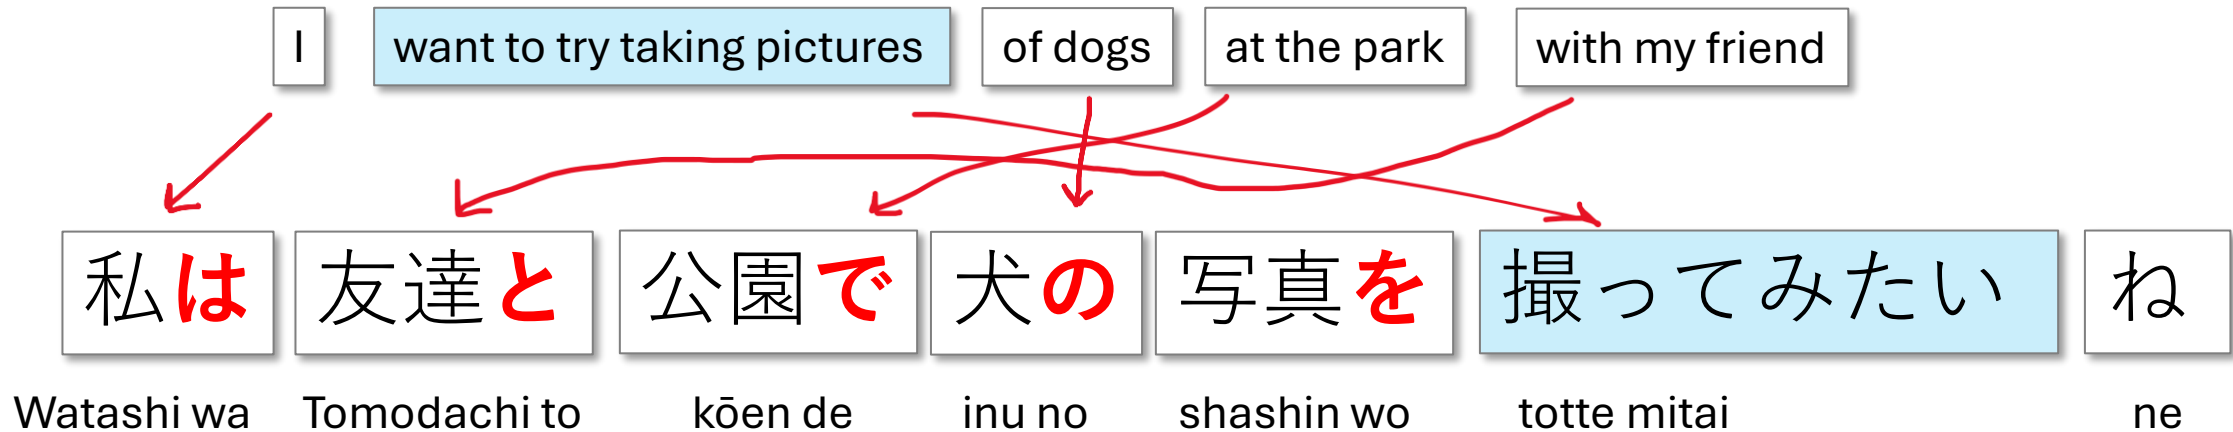 I want to try taking pictures of dogs at the park with my friend
私は 友達と 公園で 犬の 写真を 撮ってみたい ね
Watashi wa Tomodachi to kōen de inu no shashin wo totte mitai ne